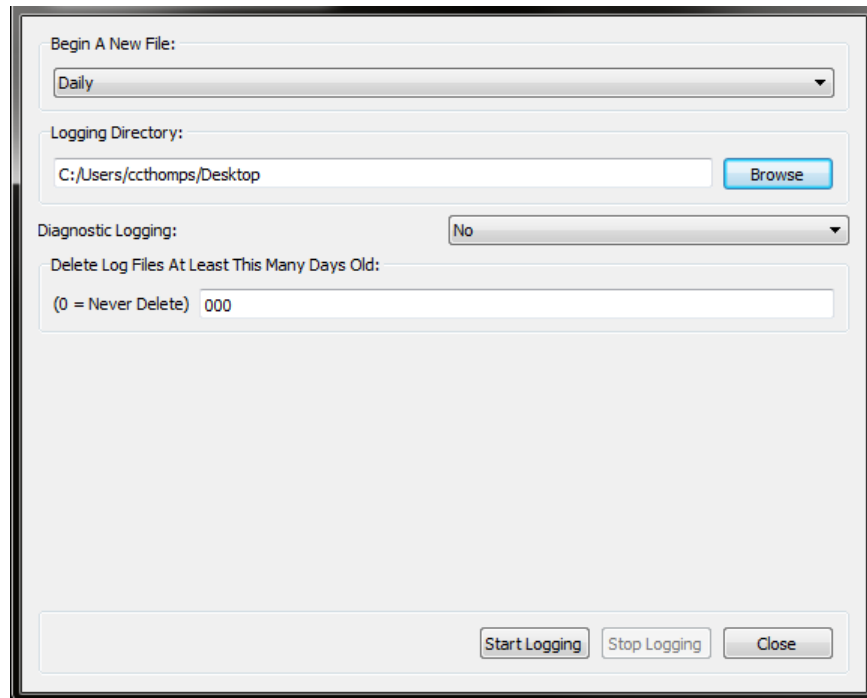 Begin A New File:
Daily
Logging Directory:
C:/Users/ccthomps/Desktop
Browse
Diagnostic Logging:
No
Delete Log Files At Least This Many Days Old:
(0 = Never Delete) 000
Start Logging Stop Logging Close